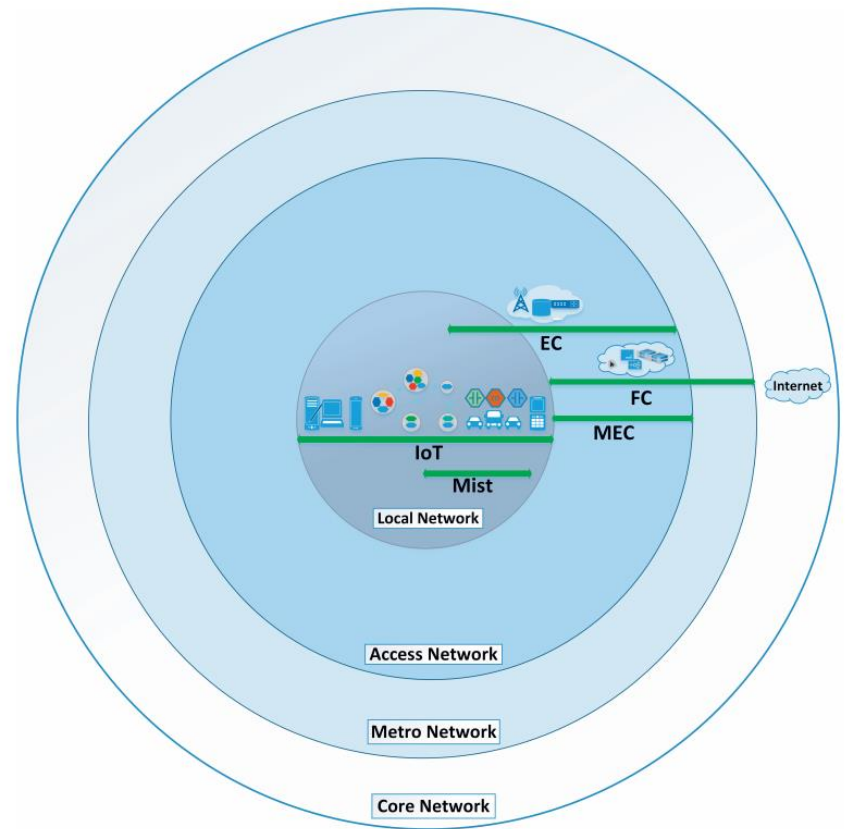 EC
FC
Internet
MEC
IoT
Mist
Local Network
Access Network
Metro Network
Core Network